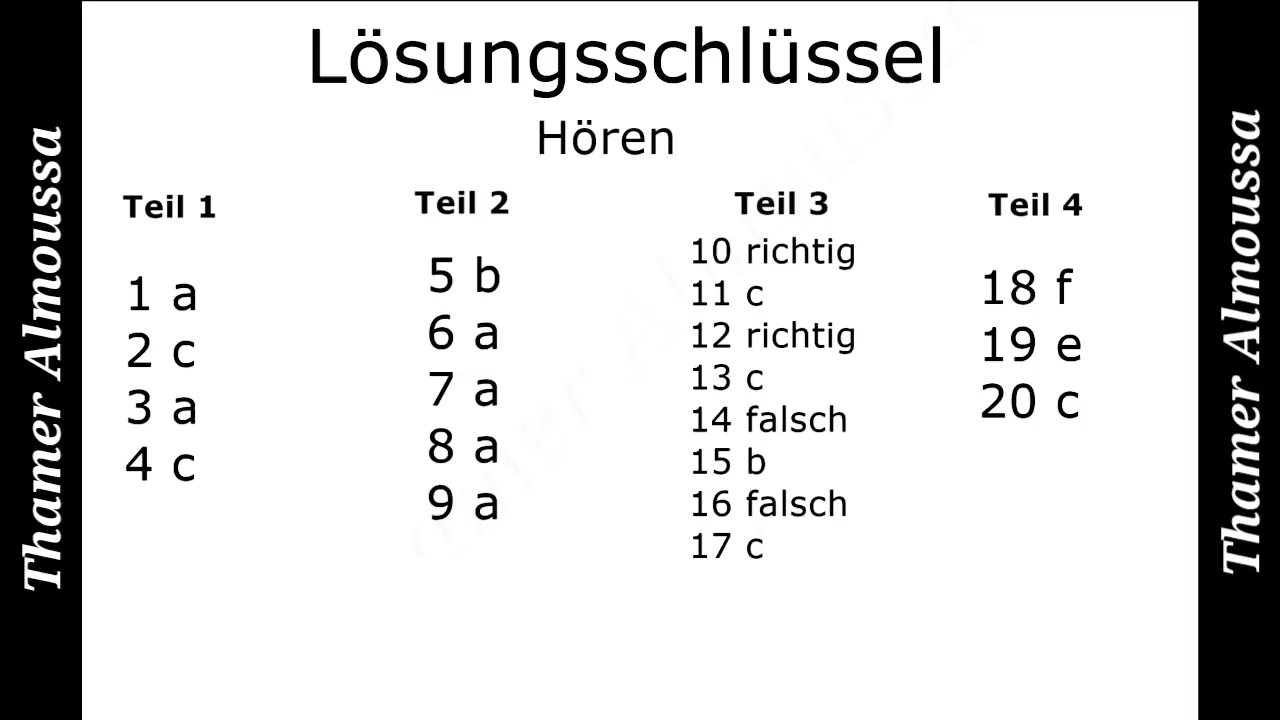 Lösungsschlüssel
Hören
Teil 1
1 a
2 c
3 a
4 c
Teil 2
5 b
6 a
7 a
8 a
9 a
Teil 3
10 richtig
11 c
12 richtig
13 c
14 falsch
15 b
16 falsch
17 c
Teil 4
18 f
19 e
20 c
Thamer Almoussa
Thamer Almoussa
Thamer Almoussa